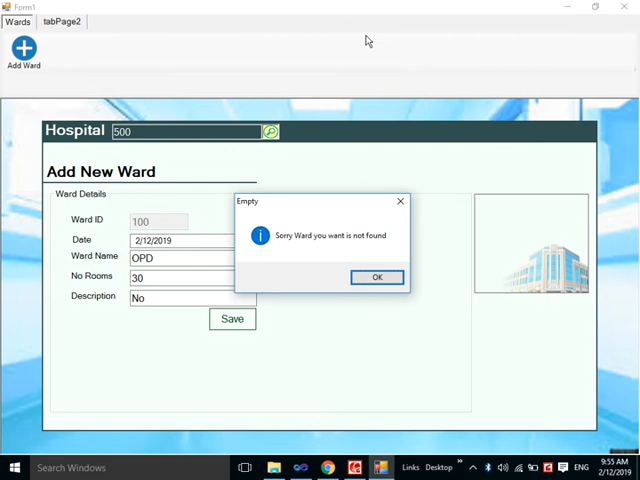 Form1
Wards tabPage2
Add Ward
Hospital 500
Add New Ward
Ward Details
Ward ID 100
Date 2/12/2019
Ward Name OPD
No Rooms 30
Description No
Save
Empty
Sorry Ward you want is not found
OK
Search Windows
Links Desktop
ENG
9:55 AM
2/12/2019